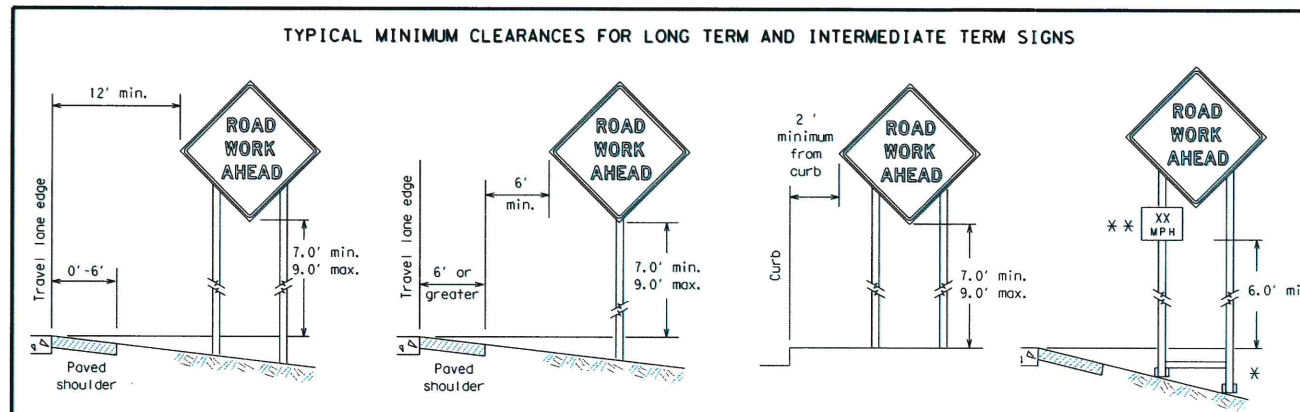 TYPICAL MINIMUM CLEARANCES FOR LONG TERM AND INTERMEDIATE TERM SIGNS
12' min.
ROAD
WORK
AHEAD
Travel lane edge
0'-6'
7.0' min.
9.0' max.
Paved
shoulder
ROAD
WORK
AHEAD
6'
min.
Travel lane edge
6' or
greater
7.0' min.
9.0' max.
Paved
shoulder
2'
minimum
from
curb
ROAD
WORK
AHEAD
Curb
7.0' min.
9.0' max.
ROAD
WORK
AHEAD
**
XX
MPH
6.0' mi
*